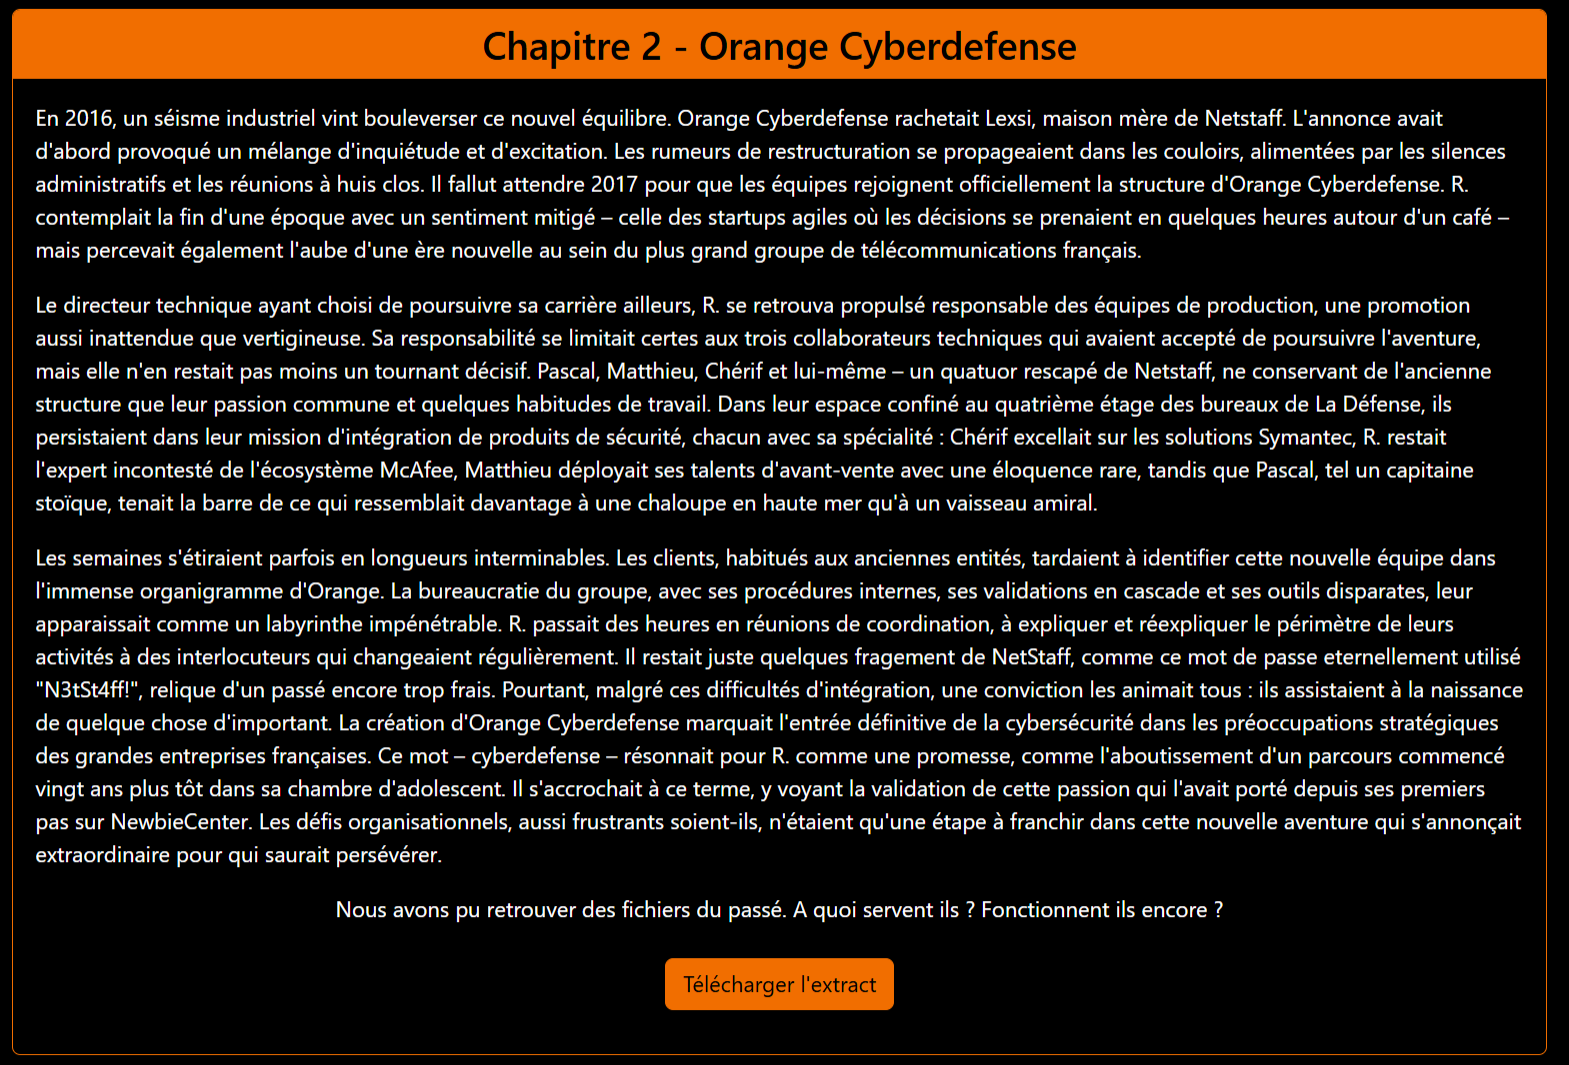 Chapitre 2 - Orange Cyberdefense
En 2016, un séisme industriel vint bouleverser ce nouvel équilibre. Orange Cyberdefense rachetait Lexsi, maison mère de Netstaff. L'annonce avait
d'abord provoqué un mélange d'inquiétude et d'excitation. Les rumeurs de restructuration se propageaient dans les couloirs, alimentées par les silences
administratifs et les réunions à huis clos. Il fallut attendre 2017 pour que les équipes rejoignent officiellement la structure d'Orange Cyberdefense. R.
contemplait la fin d'une époque avec un sentiment mitigé – celle des startups agiles où les décisions se prenaient en quelques heures autour d'un café –
mais percevait également l'aube d'une ère nouvelle au sein du plus grand groupe de télécommunications français.
Le directeur technique ayant choisi de poursuivre sa carrière ailleurs, R. se retrouva propulsé responsable des équipes de production, une promotion
aussi inattendue que vertigineuse. Sa responsabilité se limitait certes aux trois collaborateurs techniques qui avaient accepté de poursuivre l'aventure,
mais elle n'en restait pas moins un tournant décisif. Pascal, Matthieu, Chérif et lui-même – un quatuor rescapé de Netstaff, ne conservant de l'ancienne
structure que leur passion commune et quelques habitudes de travail. Dans leur espace confiné au quatrième étage des bureaux de La Défense, ils
persistaient dans leur mission d'intégration de produits de sécurité, chacun avec sa spécialité : Chérif excellait sur les solutions Symantec, R. restait
l'expert incontesté de l'écosystème McAfee, Matthieu déployait ses talents d'avant-vente avec une éloquence rare, tandis que Pascal, tel un capitaine
stoïque, tenait la barre de ce qui ressemblait davantage à une chaloupe en haute mer qu'à un vaisseau amiral.
Les semaines s'étiraient parfois en longueurs interminables. Les clients, habitués aux anciennes entités, tardaient à identifier cette nouvelle équipe dans
l'immense organigramme d'Orange. La bureaucratie du groupe, avec ses procédures internes, ses validations en cascade et ses outils disparates, leur
apparaissait comme un labyrinthe impénétrable. R. passait des heures en réunions de coordination, à expliquer et réexpliquer le périmètre de leurs
activités à des interlocuteurs qui changeaient régulièrement. Il restait juste quelques fragement de NetStaff, comme ce mot de passe eternellement utilisé
"N3tSt4ff!", relique d'un passé encore trop frais. Pourtant, malgré ces difficultés d'intégration, une conviction les animait tous : ils assistaient à la naissance
de quelque chose d'important. La création d'Orange Cyberdefense marquait l'entrée définitive de la cybersécurité dans les préoccupations stratégiques
des grandes entreprises françaises. Ce mot – cyberdefense – résonnait pour R. comme une promesse, comme l'aboutissement d'un parcours commencé
vingt ans plus tôt dans sa chambre d'adolescent. Il s'accrochait à ce terme, y voyant la validation de cette passion qui l'avait porté depuis ses premiers
pas sur NewbieCenter. Les défis organisationnels, aussi frustrants soient-ils, n'étaient qu'une étape à franchir dans cette nouvelle aventure qui s'annonçait
extraordinaire pour qui saurait persévérer.
Nous avons pu retrouver des fichiers du passé. A quoi servent ils ? Fonctionnent ils encore ?
Télécharger l'extract